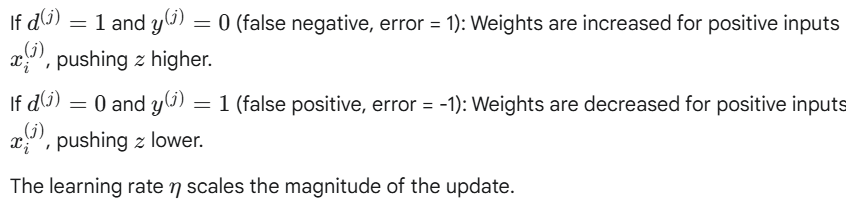 If d^(j) = 1 and y^(j) = 0 (false negative, error = 1): Weights are increased for positive inputs
x_i^(j), pushing z higher.
If d^(j) = 0 and y^(j) = 1 (false positive, error = -1): Weights are decreased for positive inputs
x_i^(j), pushing z lower.
The learning rate η scales the magnitude of the update.